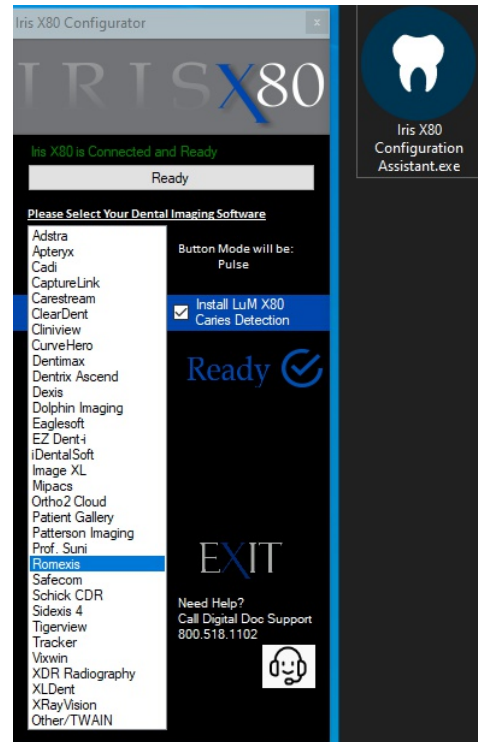 Iris X80 Configurator
x
IRIS X80
Iris X80 is Connected and Ready
Ready
Please Select Your Dental Imaging Software
Adstra
Apteryx
Cadi
CaptureLink
Carestream
ClearDent
Cliniview
CurveHero
Dentimax
Dentrix Ascend
Dexis
Dolphin Imaging
Eaglesoft
EZ Dent-i
iDentalSoft
Image XL
Mipacs
Ortho2 Cloud
Patient Gallery
Patterson Imaging
Prof. Suni
Romexis
Safecom
Schick CDR
Sidexis 4
Tigerview
Tracker
Vixwin
XDR Radiography
XLDent
XRayVision
Other/TWAIN
Button Mode will be:
Pulse
Install LuM X80
Caries Detection
Ready
EXIT
Need Help?
Call Digital Doc Support
800.518.1102
Iris X80
Configuration
Assistant.exe